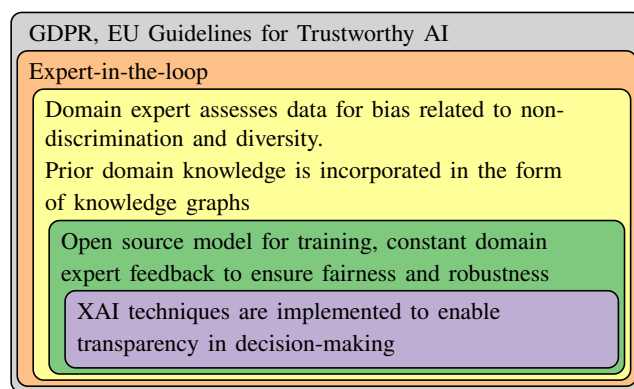 GDPR, EU Guidelines for Trustworthy AI
Expert-in-the-loop
Domain expert assesses data for bias related to non-
discrimination and diversity.
Prior domain knowledge is incorporated in the form
of knowledge graphs
Open source model for training, constant domain
expert feedback to ensure fairness and robustness
XAI techniques are implemented to enable
transparency in decision-making